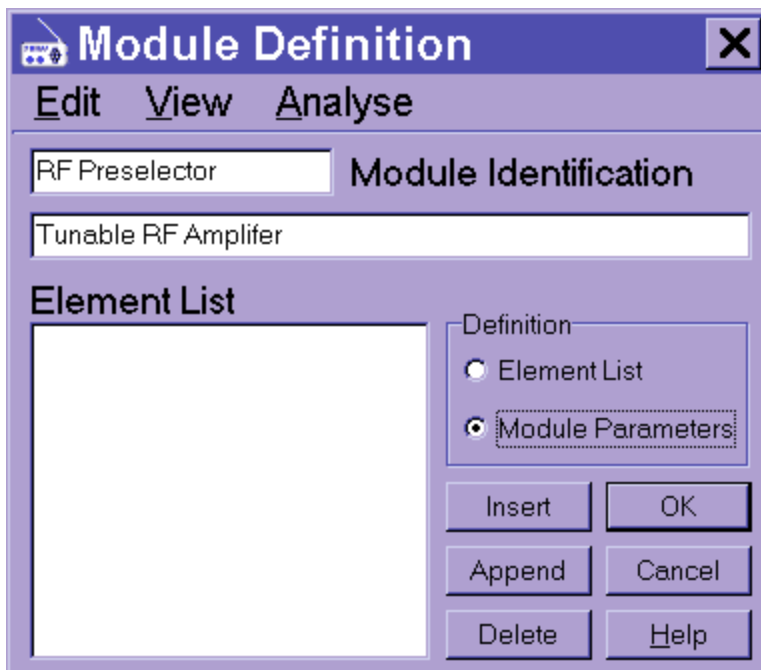 Module Definition
Edit View Analyse
RF Preselector Module Identification
Tunable RF Amplifer
Element List
Definition
Element List
Module Parameters
Insert OK
Append Cancel
Delete Help